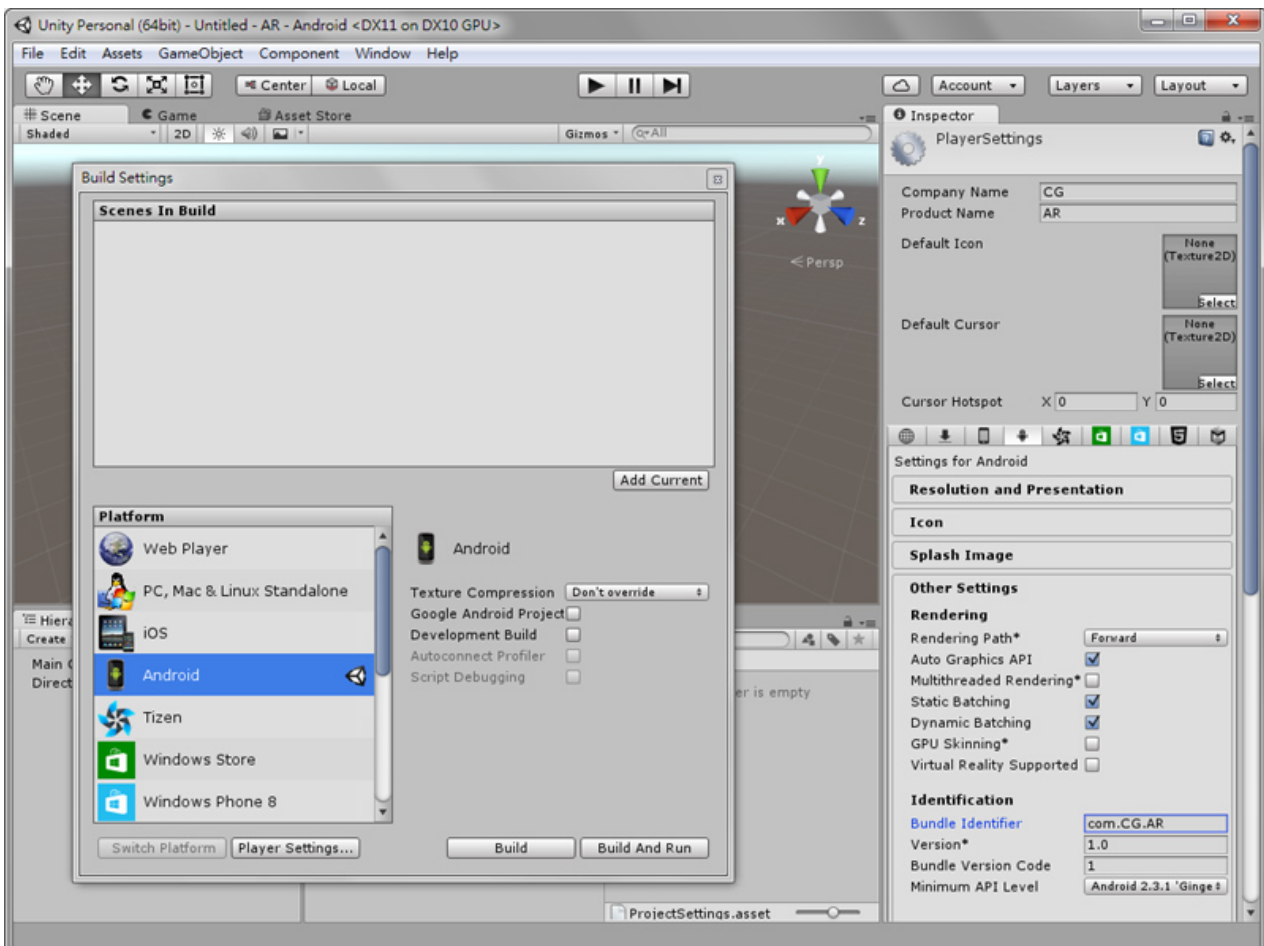 Unity Personal (64bit) - Untitled - AR - Android <DX11 on DX10 GPU>
File Edit Assets GameObject Component Window Help
Center Local
Account Layers Layout
Scene Game Asset Store
Shaded 2D Gizmos All
Build Settings
Scenes In Build
Add Current
Platform
Web Player
PC, Mac & Linux Standalone
iOS
Android
Tizen
Windows Store
Windows Phone 8
Android
Texture Compression Don't override
Google Android Project
Development Build
Autoconnect Profiler
Script Debugging
Switch Platform Player Settings... Build Build And Run
y
x z
Persp
Hiera
Create
Main C
Direct
er is empty
ProjectSettings.asset
Inspector
PlayerSettings
Company Name CG
Product Name AR
Default Icon None
(Texture2D)
Select
Default Cursor None
(Texture2D)
Select
Cursor Hotspot X 0 Y 0
Settings for Android
Resolution and Presentation
Icon
Splash Image
Other Settings
Rendering
Rendering Path* Forward
Auto Graphics API
Multithreaded Rendering*
Static Batching
Dynamic Batching
GPU Skinning*
Virtual Reality Supported
Identification
Bundle Identifier com.CG.AR
Version* 1.0
Bundle Version Code 1
Minimum API Level Android 2.3.1 'Ginge